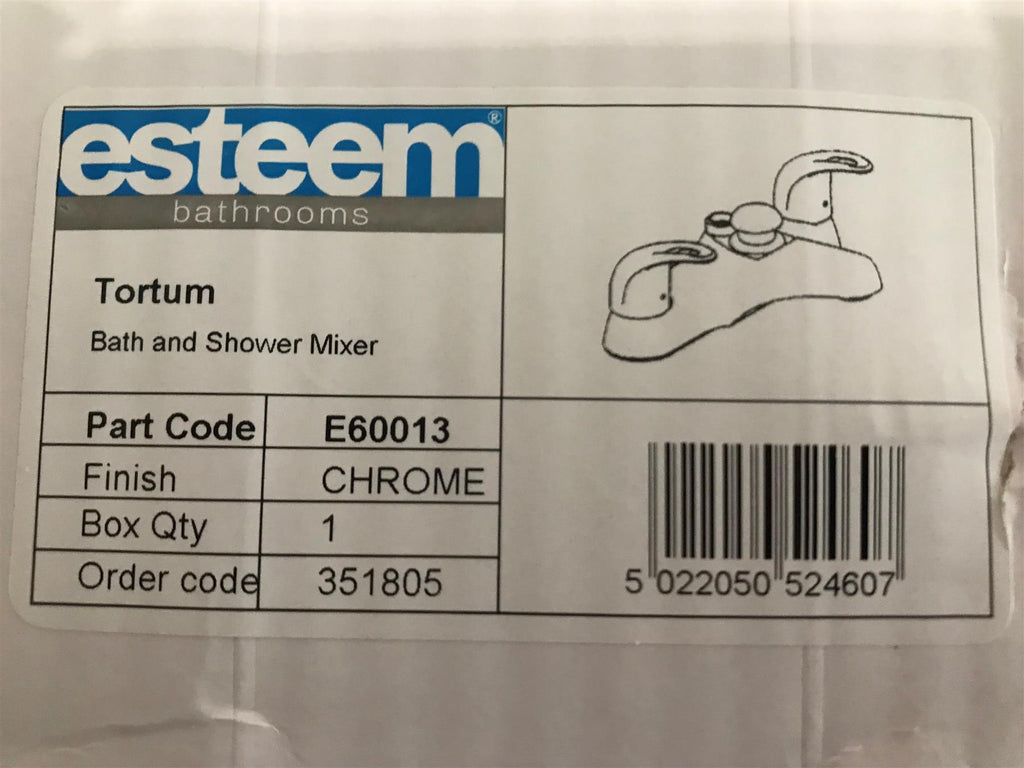 esteem®
bathrooms
Tortum
Bath and Shower Mixer
Part Code E60013
Finish CHROME
Box Qty 1
Order code 351805
5 022050 524607